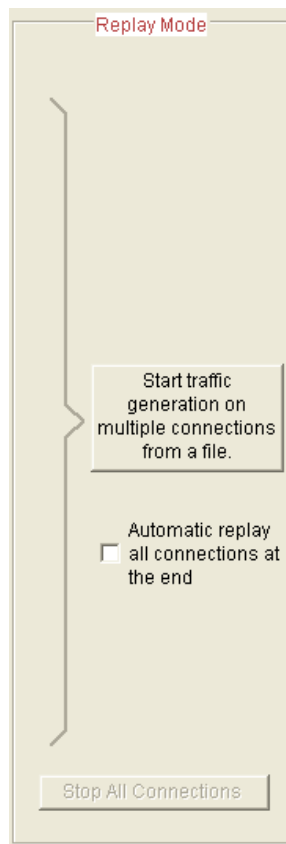 Replay Mode
Start traffic
generation on
multiple connections
from a file.
Automatic replay
all connections at
the end
Stop All Connections